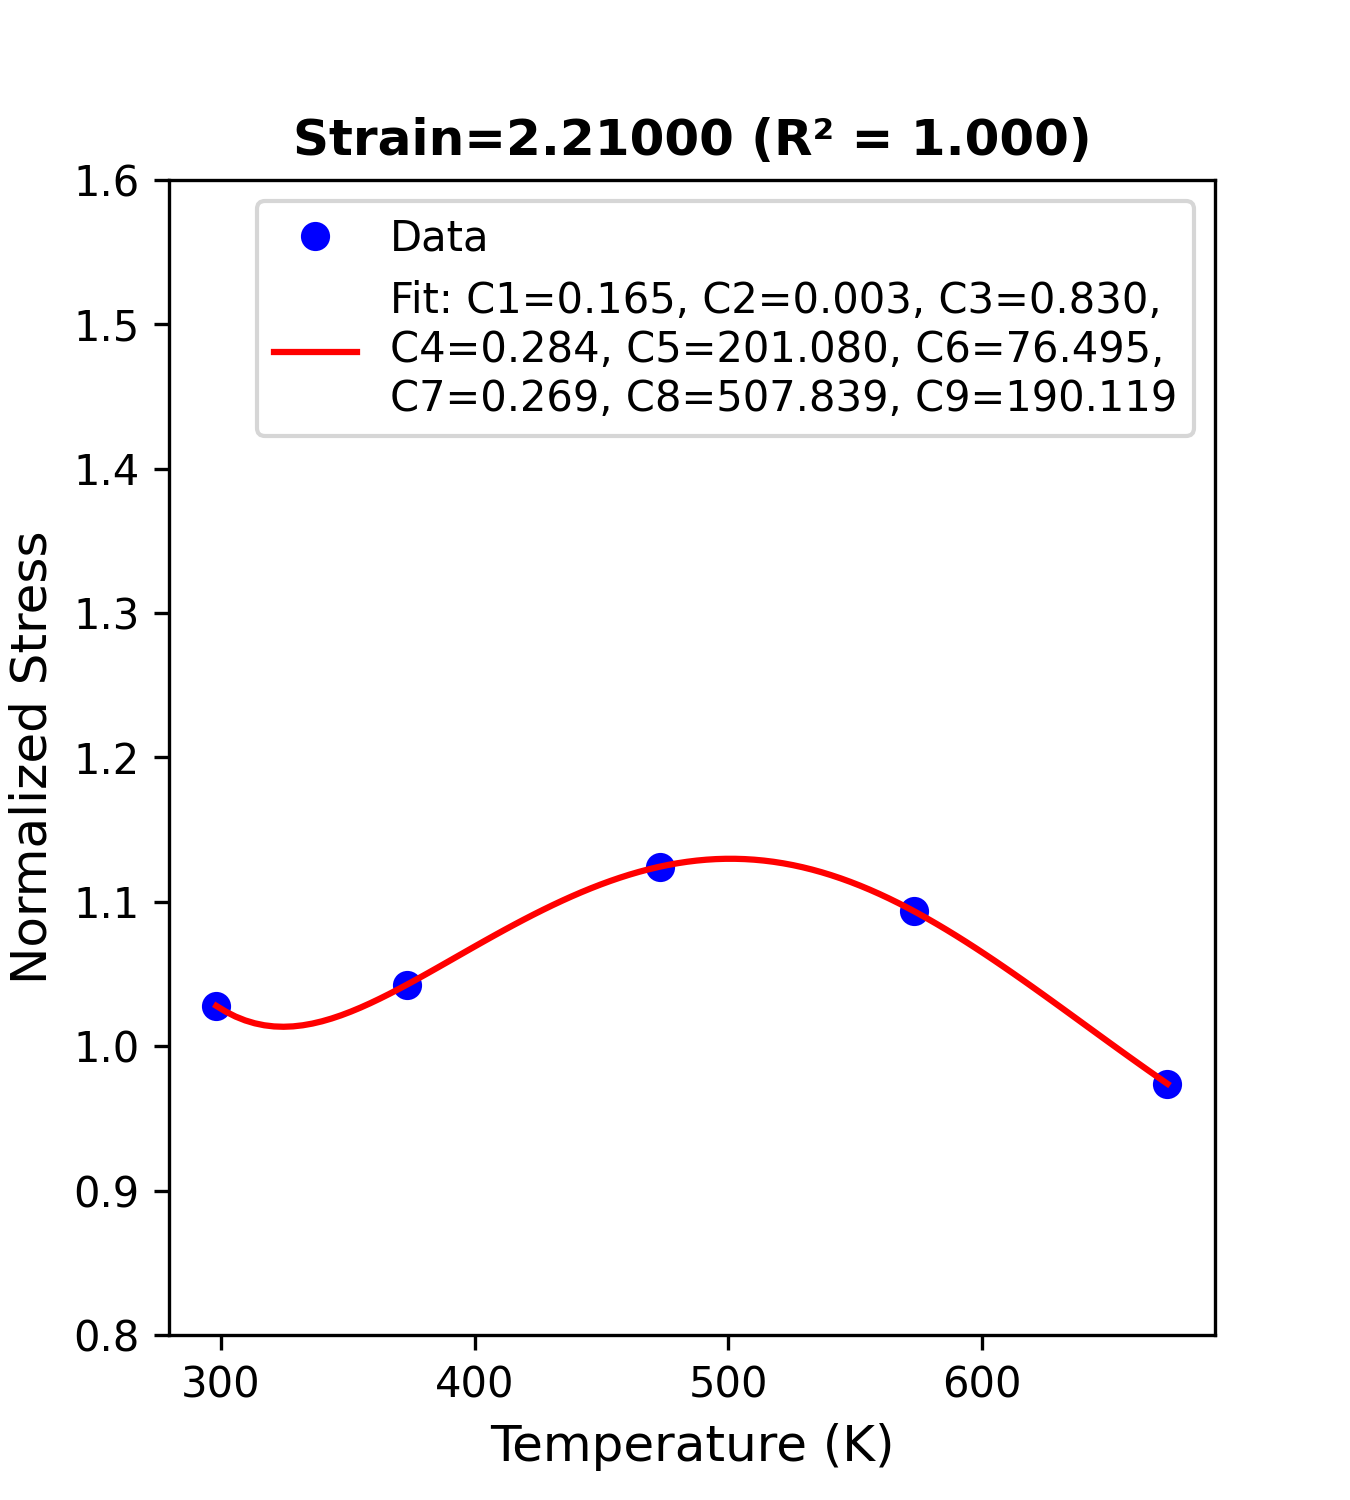 Strain=2.21000 (R² = 1.000)
1.6
1.5
1.4
1.3
1.2
1.1
1.0
0.9
0.8
Normalized Stress
Data
Fit: C1=0.165, C2=0.003, C3=0.830,
C4=0.284, C5=201.080, C6=76.495,
C7=0.269, C8=507.839, C9=190.119
300 400 500 600
Temperature (K)